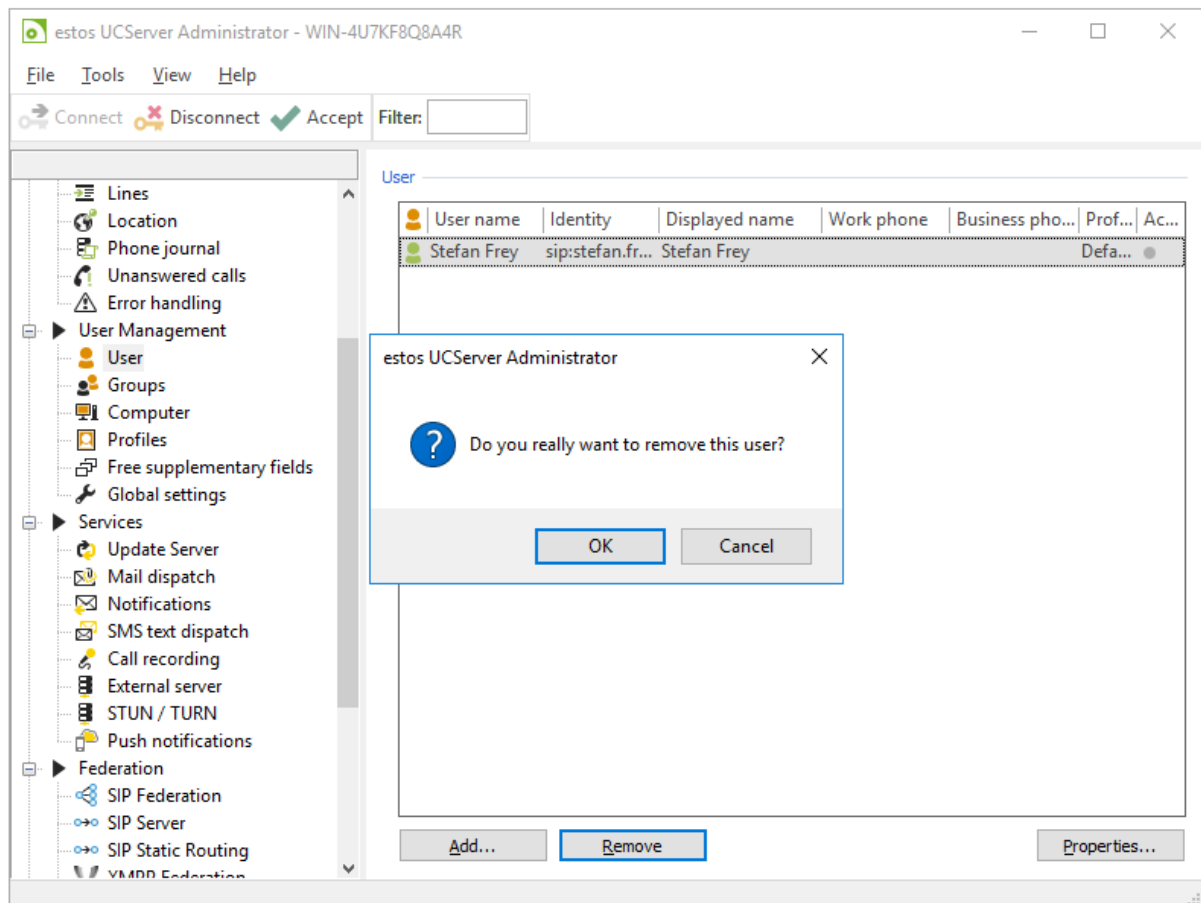 estos UCServer Administrator - WIN-4U7KF8Q8A4R
File Tools View Help
Connect Disconnect Accept Filter:
Lines
Location
Phone journal
Unanswered calls
Error handling
User Management
User
Groups
Computer
Profiles
Free supplementary fields
Global settings
Services
Update Server
Mail dispatch
Notifications
SMS text dispatch
Call recording
External server
STUN / TURN
Push notifications
Federation
SIP Federation
SIP Server
SIP Static Routing
XMPP Federation
User
User name Identity Displayed name Work phone Business pho... Prof... Ac...
Stefan Frey sip:stefan.fr... Stefan Frey Defa...
estos UCServer Administrator
Do you really want to remove this user?
OK Cancel
Add... Remove Properties...